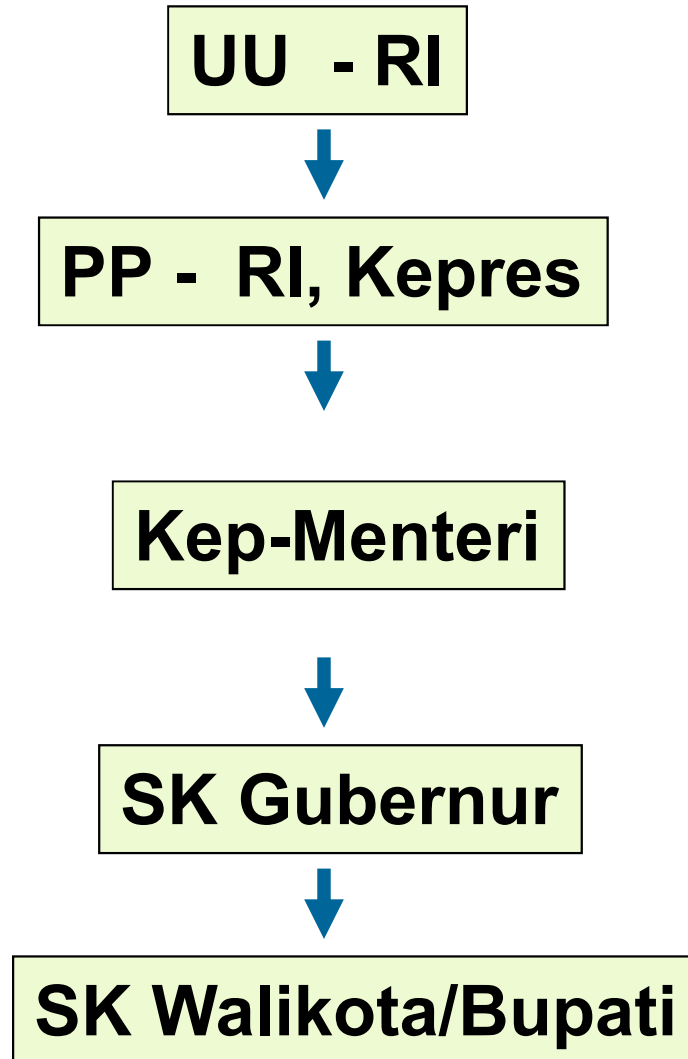 UU - RI
PP - RI, Kepres
Kep-Menteri
SK Gubernur
SK Walikota/Bupati